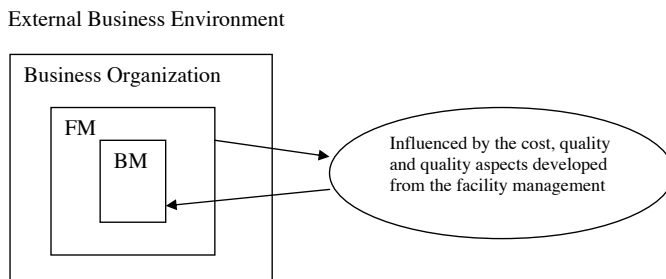 External Business Environment
Business Organization
FM
BM
Influenced by the cost, quality
and quality aspects developed
from the facility management